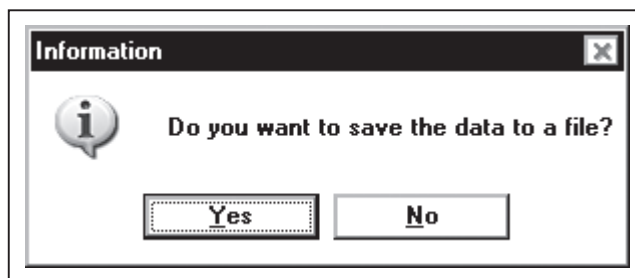 Information
Do you want to save the data to a file?
Yes No